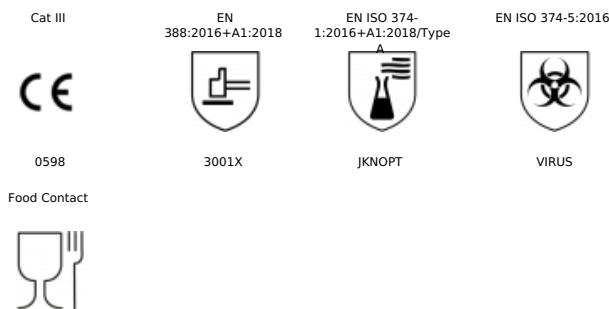 Cat III
EN
388:2016+A1:2018
EN ISO 374-
1:2016+A1:2018/Type
A
EN ISO 374-5:2016
CE
0598
3001X
JKNOPT
VIRUS
Food Contact